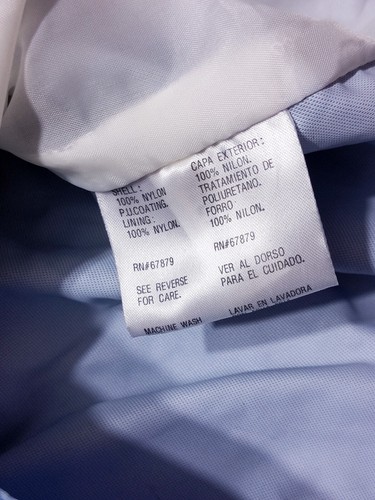 SHELL:
100% NYLON
P.U.COATING.
LINING:
100% NYLON.
RN#67879
SEE REVERSE
FOR CARE.
MACHINE WASH
CAPA EXTERIOR:
100% NILON.
TRATAMIENTO DE
POLIURETANO.
FORRO
100% NILON.
RN#67879
VER AL DORSO
PARA EL CUIDADO.
LAVAR EN LAVADORA